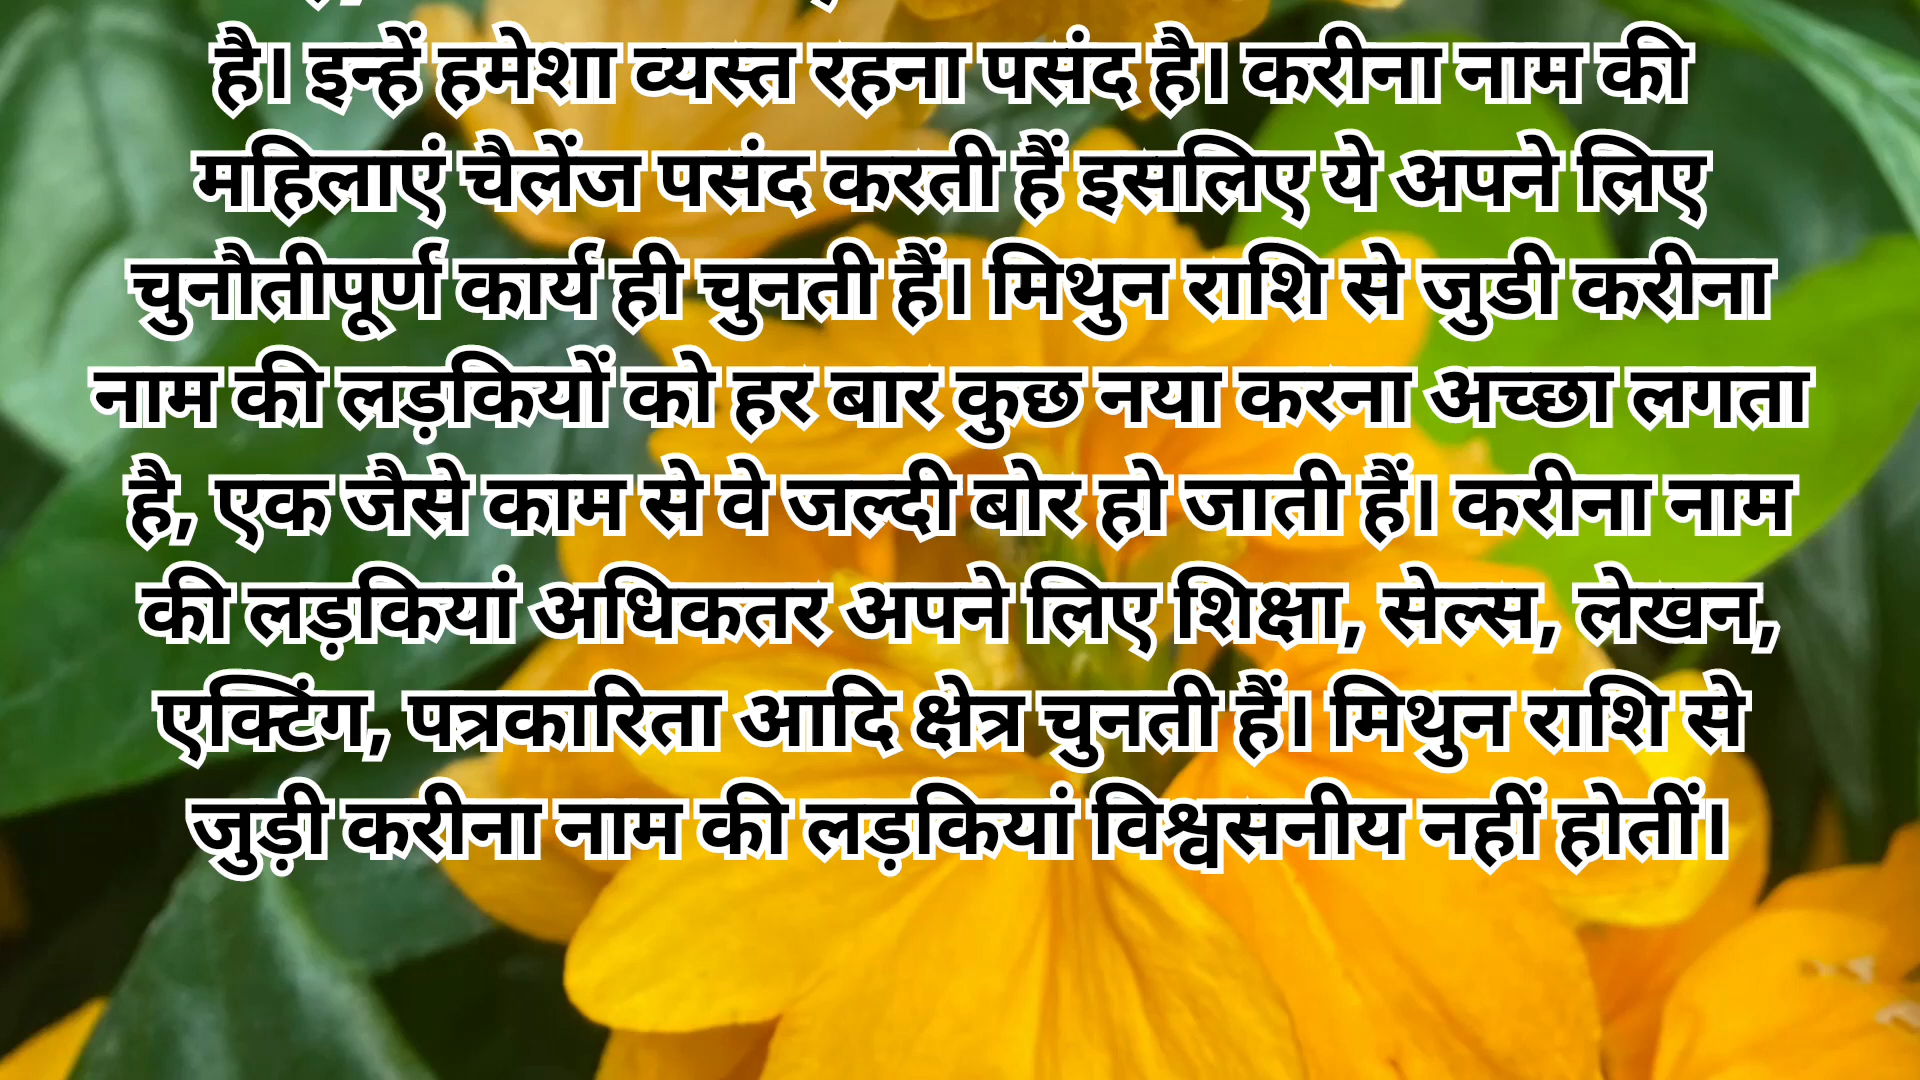 है। इन्हें हमेशा व्यस्त रहना पसंद है। करीना नाम की
महिलाएं चैलेंज पसंद करती हैं इसलिए ये अपने लिए
चुनौतीपूर्ण कार्य ही चुनती हैं। मिथुन राशि से जुडी करीना
नाम की लड़कियों को हर बार कुछ नया करना अच्छा लगता
है, एक जैसे काम से वे जल्दी बोर हो जाती हैं। करीना नाम
की लड़कियां अधिकतर अपने लिए शिक्षा, सेल्स, लेखन,
एक्टिंग, पत्रकारिता आदि क्षेत्र चुनती हैं। मिथुन राशि से
जुड़ी करीना नाम की लड़कियां विश्वसनीय नहीं होतीं।